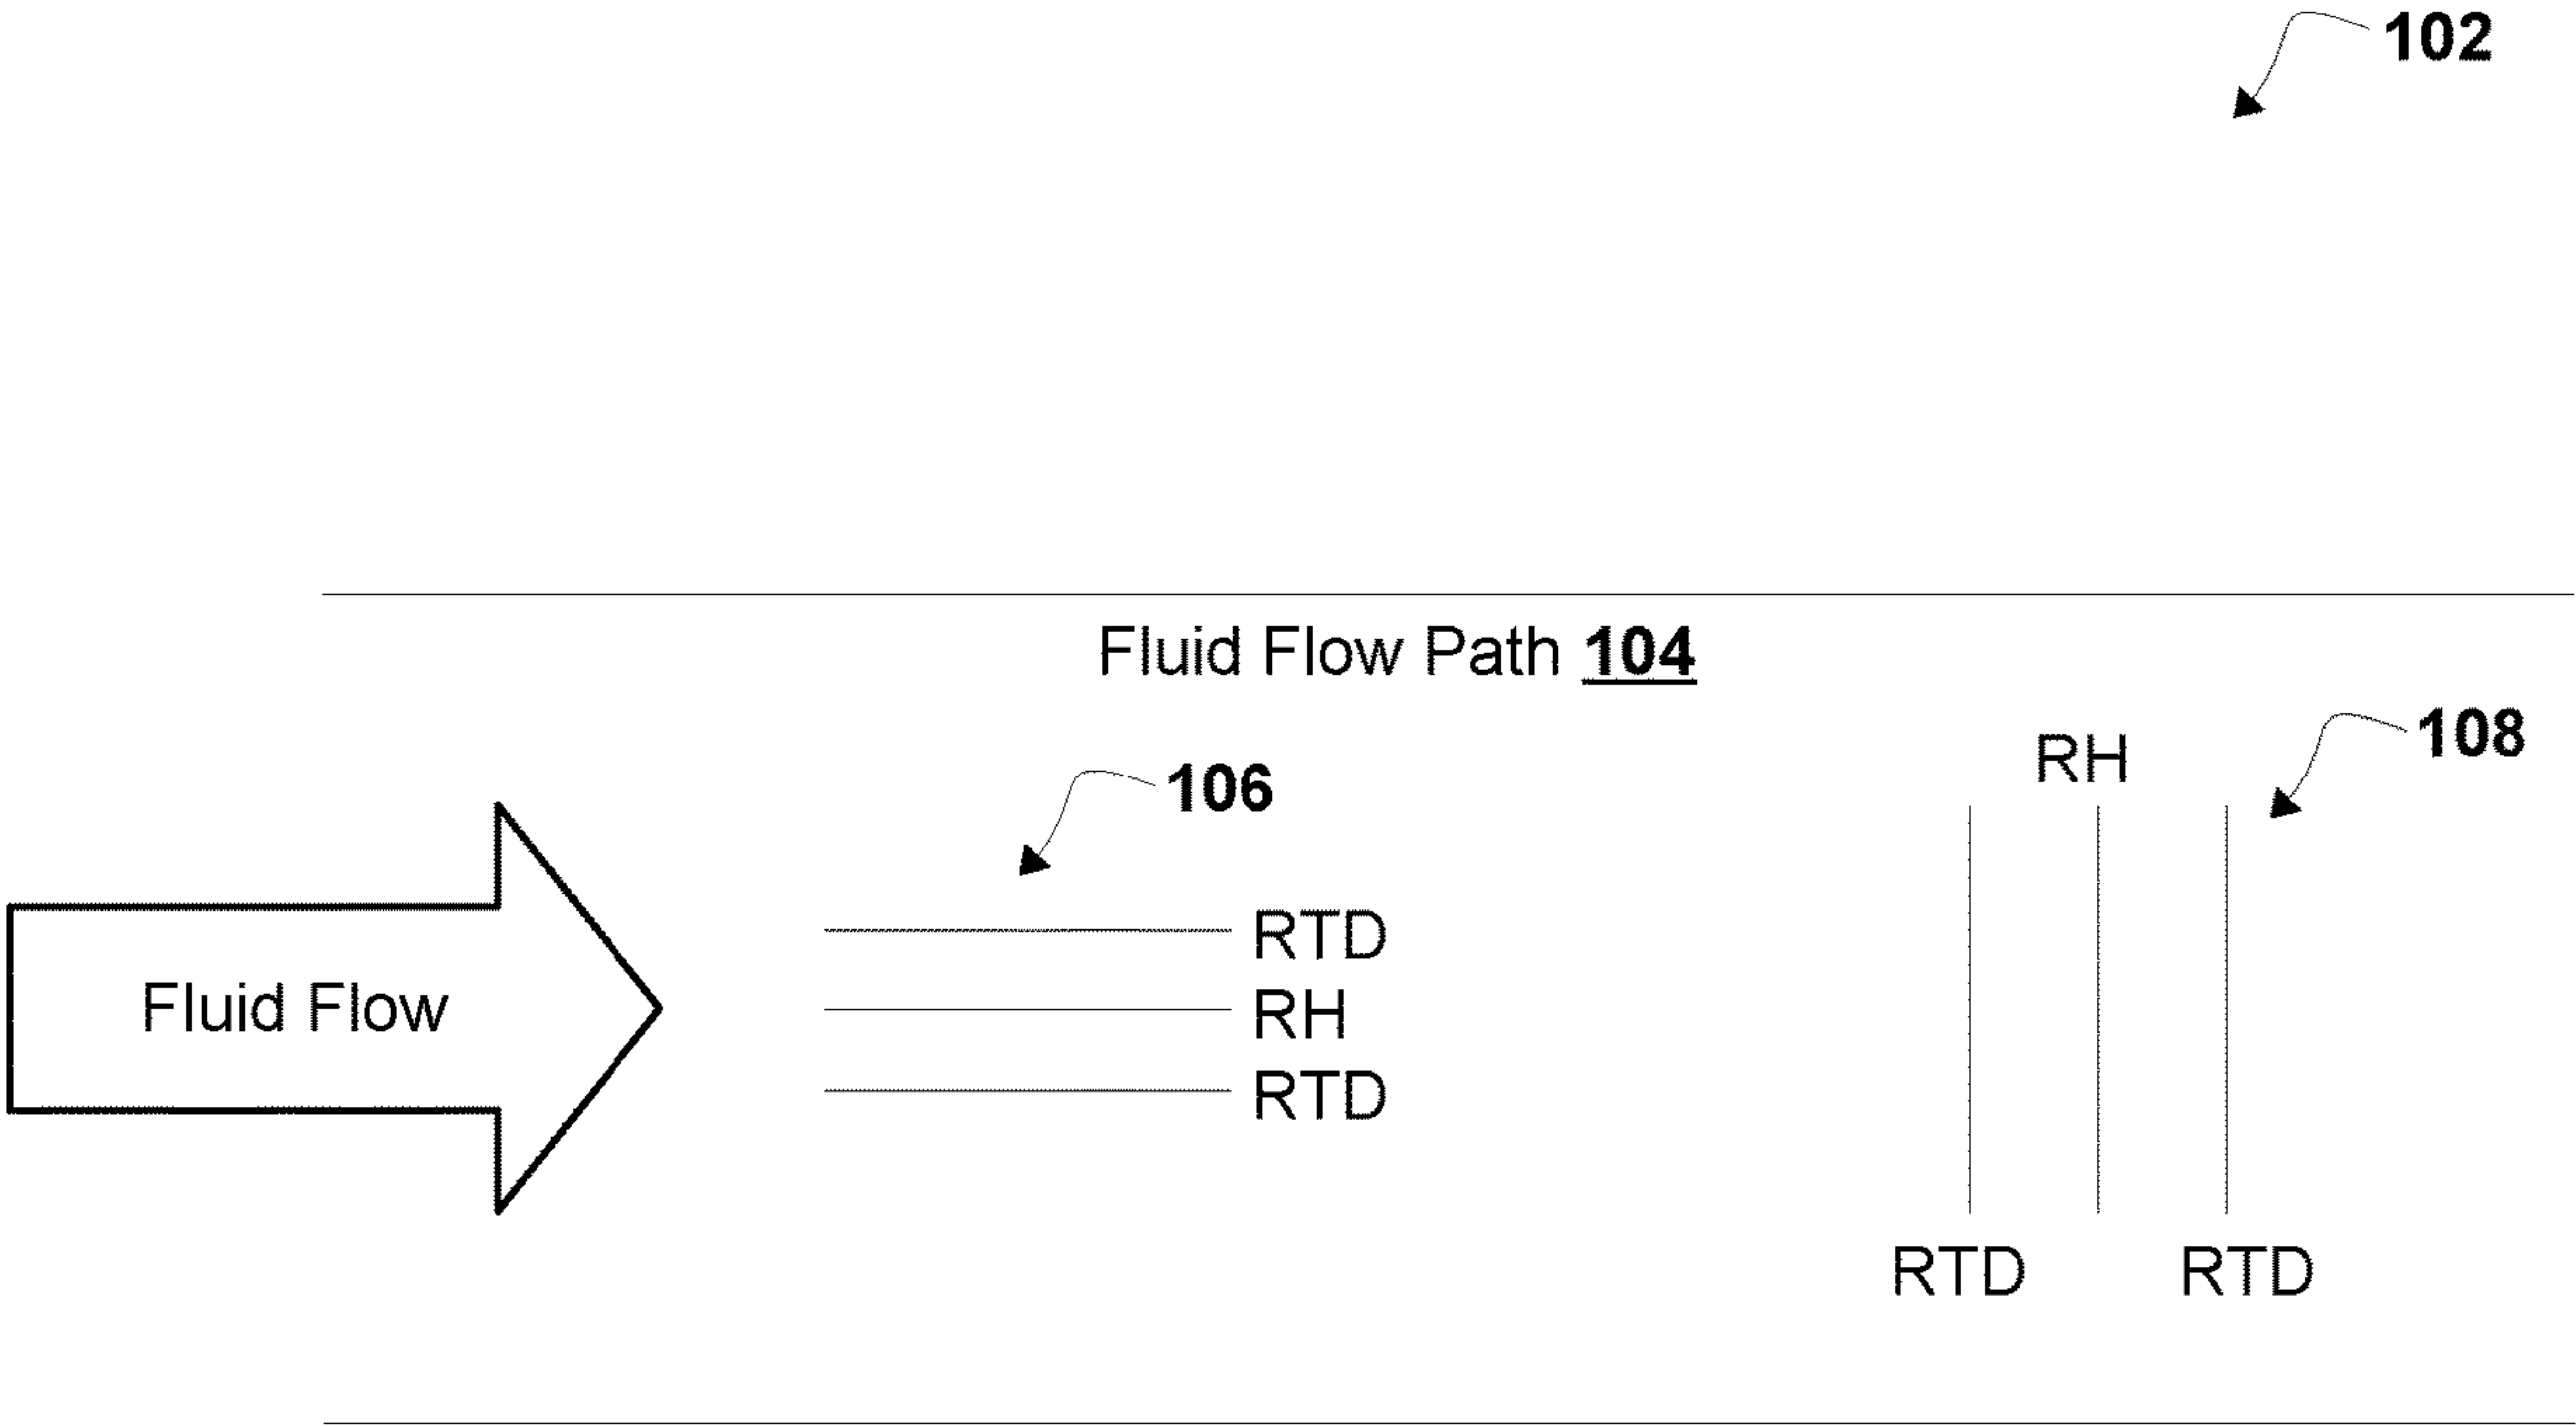 102
Fluid Flow Path 104
108
RH
106
RTD
Fluid Flow
RH
RTD
RTD
RTD